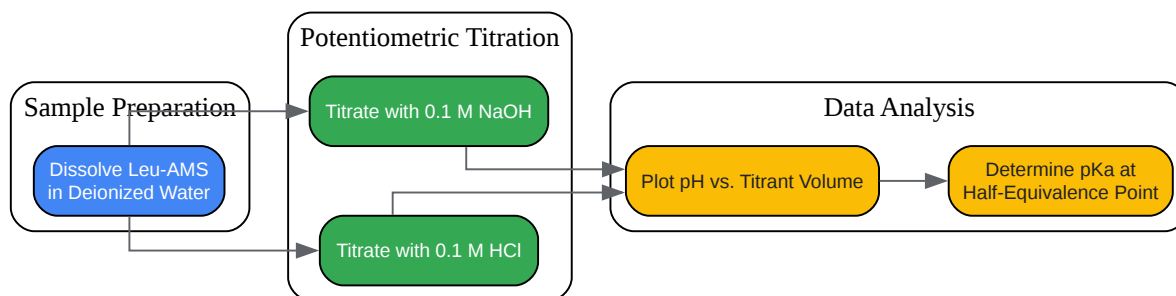 Potentiometric Titration
Sample Preparation
Titrate with 0.1 M NaOH
Data Analysis
Dissolve Leu-AMS
in Deionized Water
Plot pH vs. Titrant Volume
Determine pKa at
Half-Equivalence Point
Titrate with 0.1 M HCl